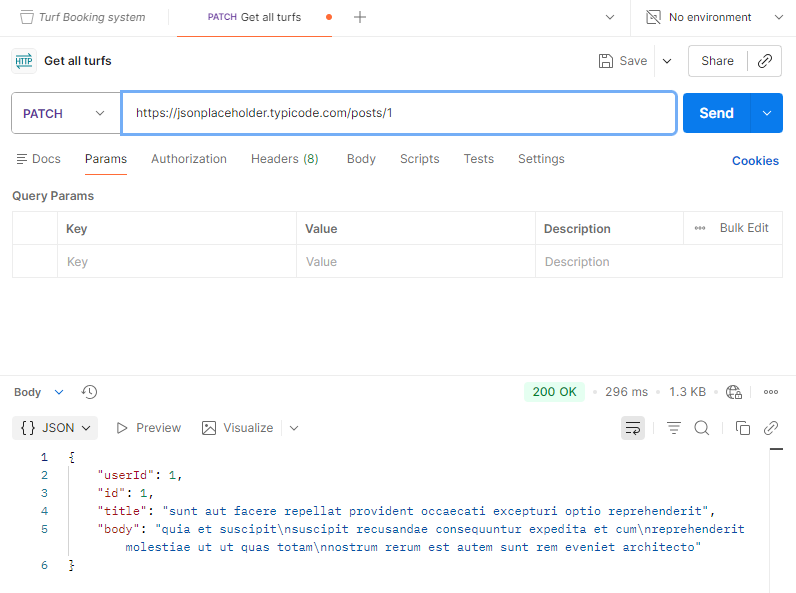 Turf Booking system PATCH Get all turfs No environment
HTTP Get all turfs Save Share
PATCH https://jsonplaceholder.typicode.com/posts/1 Send
Docs Params Authorization Headers (8) Body Scripts Tests Settings Cookies
Query Params
Key Value Description Bulk Edit
Key Value Description
Body 200 OK 296 ms 1.3 KB
{} JSON Preview Visualize
1 {
2 "userId": 1,
3 "id": 1,
4 "title": "sunt aut facere repellat provident occaecati excepturi optio reprehenderit",
5 "body": "quia et suscipit\nsuscipit recusandae consequuntur expedita et cum\nreprehenderit
molestiae ut ut quas totam\nnostrum rerum est autem sunt rem eveniet architecto"
6 }